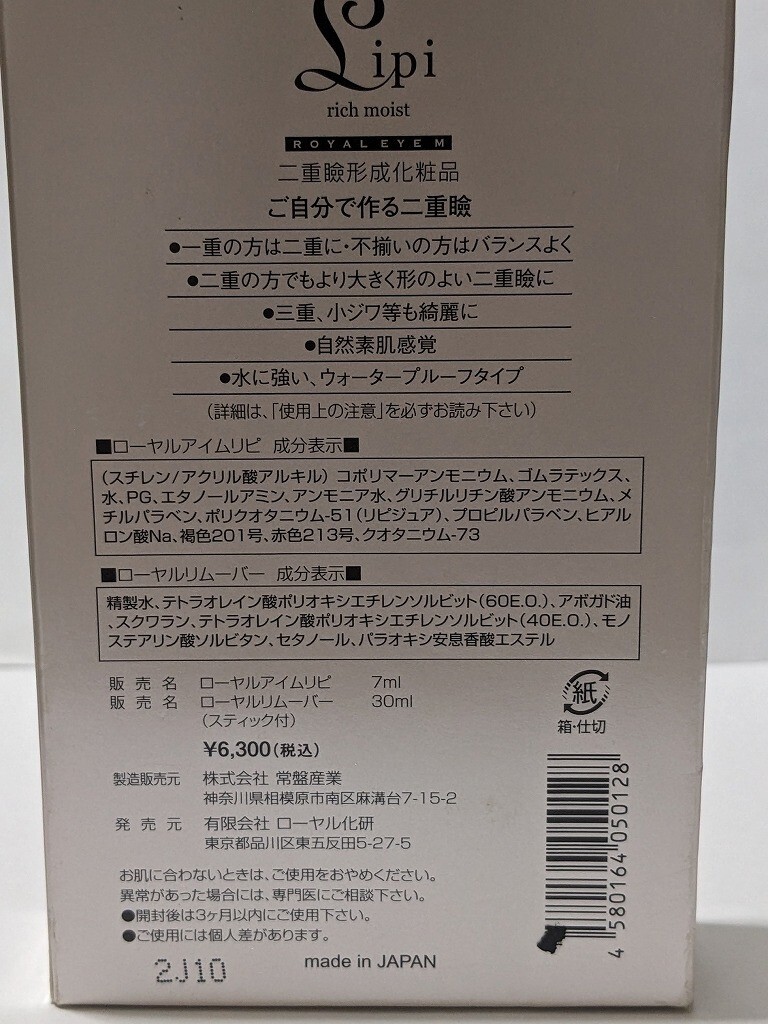 Lipi
rich moist
ROYAL EYE M
二重瞼形成化粧品
ご自分で作る二重瞼
●一重の方は二重に・不揃いの方はバランスよく
●二重の方でもより大きく形のよい二重瞼に
●三重、小ジワ等も綺麗に
●自然素肌感覚
●水に強い、ウォータープルーフタイプ
（詳細は、「使用上の注意」を必ずお読み下さい）
■ローヤルアイムリピ 成分表示■
（スチレン/アクリル酸アルキル）コポリマーアンモニウム、ゴムラテックス、
水、PG、エタノールアミン、アンモニア水、グリチルリチン酸アンモニウム、メ
チルパラベン、ポリクオタニウム-51（リピジュア）、プロピルパラベン、ヒアル
ロン酸Na、褐色201号、赤色213号、クオタニウム-73
■ローヤルリムーバー 成分表示■
精製水、テトラオレイン酸ポリオキシエチレンソルビット（60E.O.）、アボガド油
、スクワラン、テトラオレイン酸ポリオキシエチレンソルビット（40E.O.）、モノ
ステアリン酸ソルビタン、セタノール、パラオキシ安息香酸エステル
販売名 ローヤルアイムリピ 7ml
販売名 ローヤルリムーバー 30ml
（スティック付）
¥6,300（税込）
紙
箱・仕切
製造販売元 株式会社 常盤産業
神奈川県相模原市南区麻溝台7-15-2
発売元 有限会社 ローヤル化研
東京都品川区東五反田5-27-5
お肌に合わないときは、ご使用をおやめください。
異常があった場合には、専門医にご相談下さい。
●開封後は3ヶ月以内にご使用下さい。
●ご使用には個人差があります。
4 580164 050128
2J10
made in JAPAN